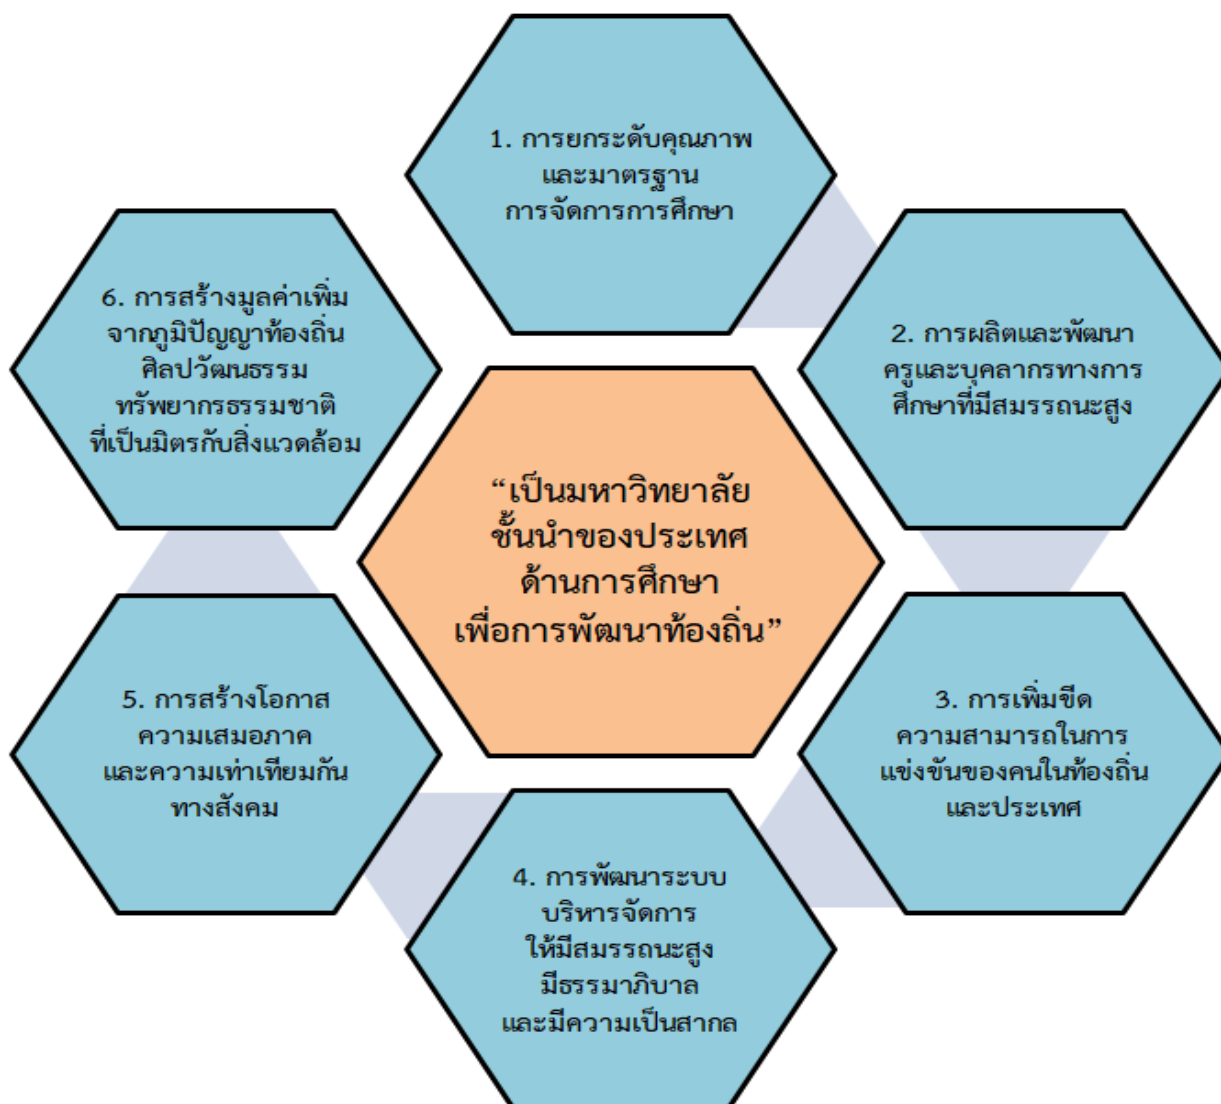 1. การยกระดับคุณภาพ
และมาตรฐาน
การจัดการการศึกษา
2. การผลิตและพัฒนา
ครูและบุคลากรทางการ
ศึกษาที่มีสมรรถนะสูง
3. การเพิ่มขีด
ความสามารถในการ
แข่งขันของคนในท้องถิ่น
และประเทศ
4. การพัฒนาระบบ
บริหารจัดการ
ให้มีสมรรถนะสูง
มีธรรมาภิบาล
และมีความเป็นสากล
5. การสร้างโอกาส
ความเสมอภาค
และความเท่าเทียมกัน
ทางสังคม
6. การสร้างมูลค่าเพิ่ม
จากภูมิปัญญาท้องถิ่น
ศิลปวัฒนธรรม
ทรัพยากรธรรมชาติ
ที่เป็นมิตรกับสิ่งแวดล้อม
“เป็นมหาวิทยาลัย
ชั้นนำของประเทศ
ด้านการศึกษา
เพื่อการพัฒนาท้องถิ่น”